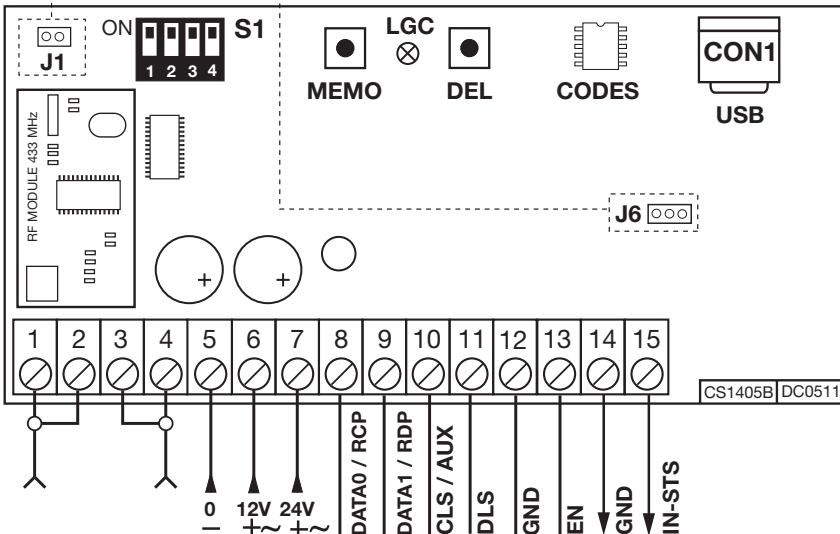 ON
S1
J1
1 2 3 4
LGC
MEMO
DEL
CODES
CON1
USB
RF MODULE 433 MHz
J6
+
+
1 2 3 4 5 6 7 8 9 10 11 12 13 14 15
CS1405B DC0511
0
−
12V
+~
24V
+~
DATA0 / RCP
DATA1 / RDP
CLS / AUX
DLS
GND
EN
GND
IN-STS